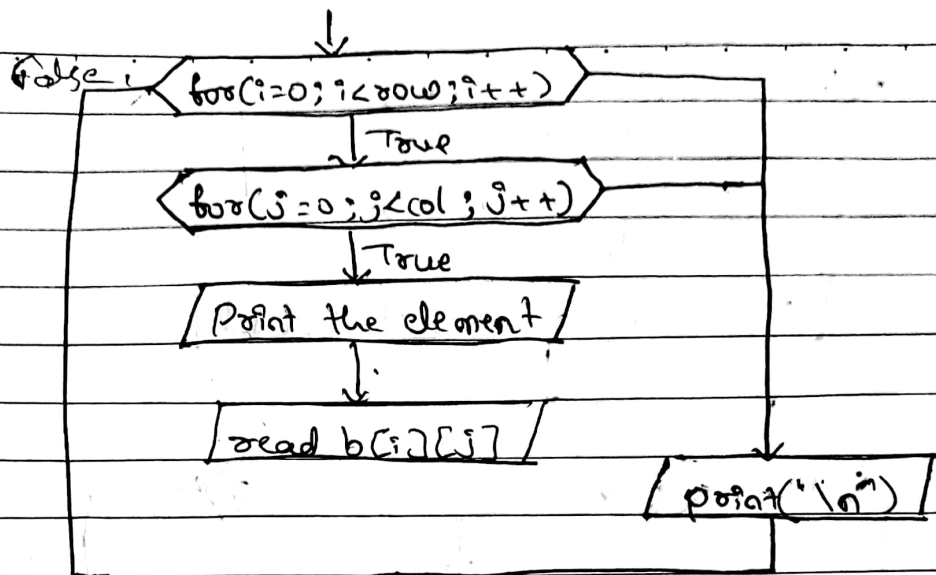 False
for(i=0; i<row; i++)
True
for(j=0; j<col; j++)
True
Print the element
read b[i][j]
print("\n")